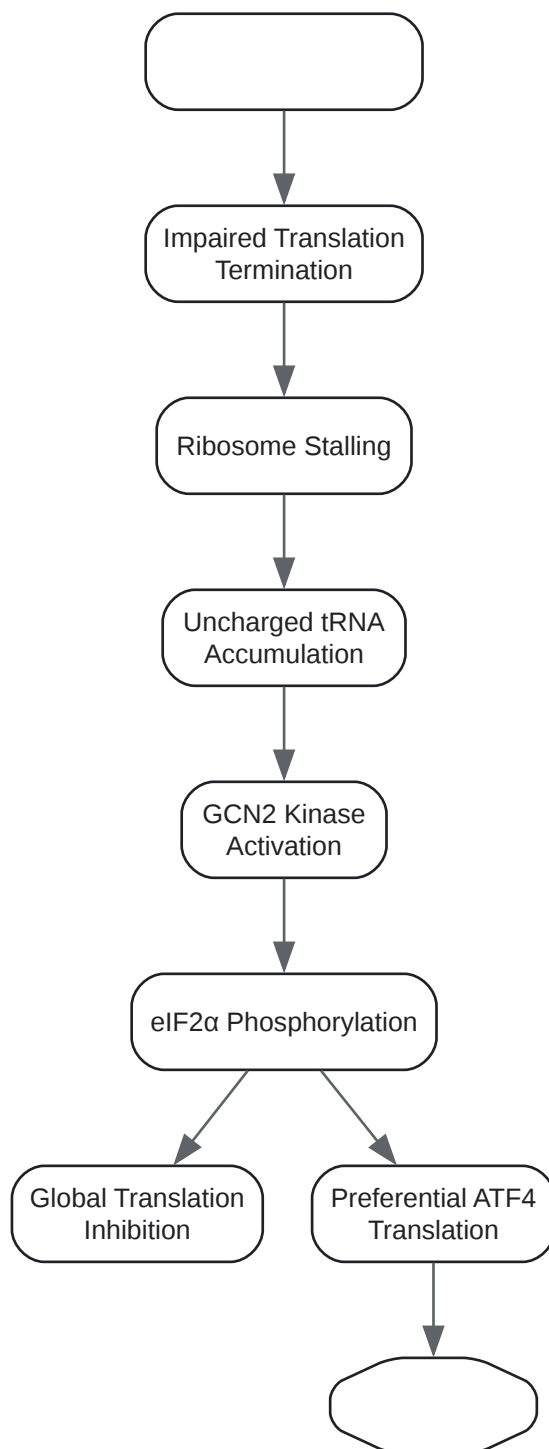 Impaired Translation
Termination
Ribosome Stalling
Uncharged tRNA
Accumulation
GCN2 Kinase
Activation
eIF2α Phosphorylation
Global Translation
Inhibition
Preferential ATF4
Translation